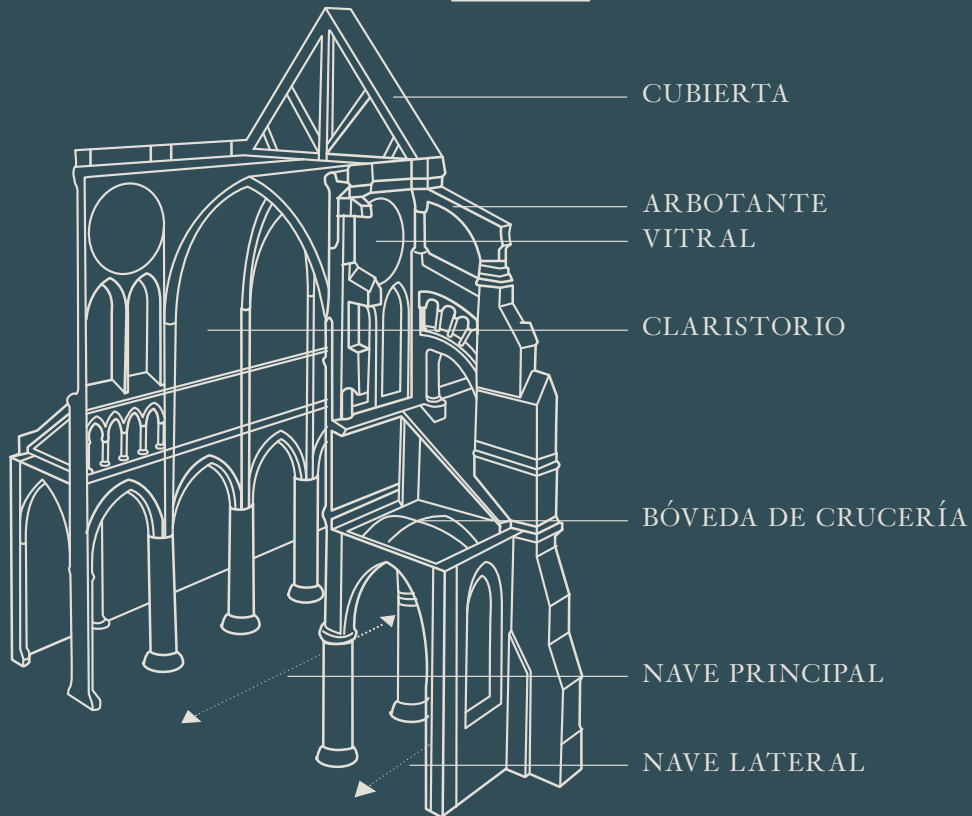 CUBIERTA
ARBOTANTE
VITRAL
CLARISTORIO
BÓVEDA DE CRUCERÍA
NAVE PRINCIPAL
NAVE LATERAL